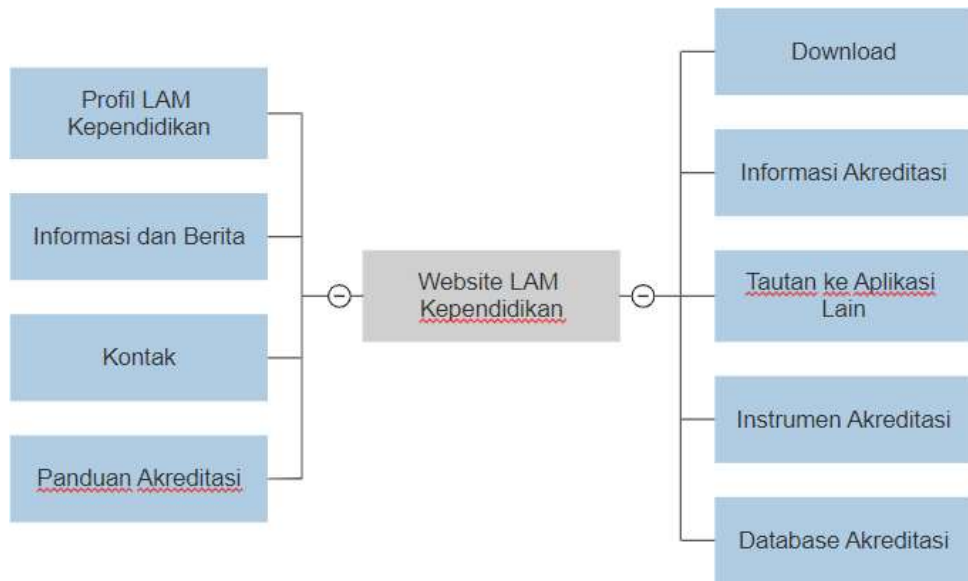 Profil LAM
Kependidikan
Informasi dan Berita
Kontak
Panduan Akreditasi
Website LAM
Kependidikan
Download
Informasi Akreditasi
Tautan ke Aplikasi
Lain
Instrumen Akreditasi
Database Akreditasi